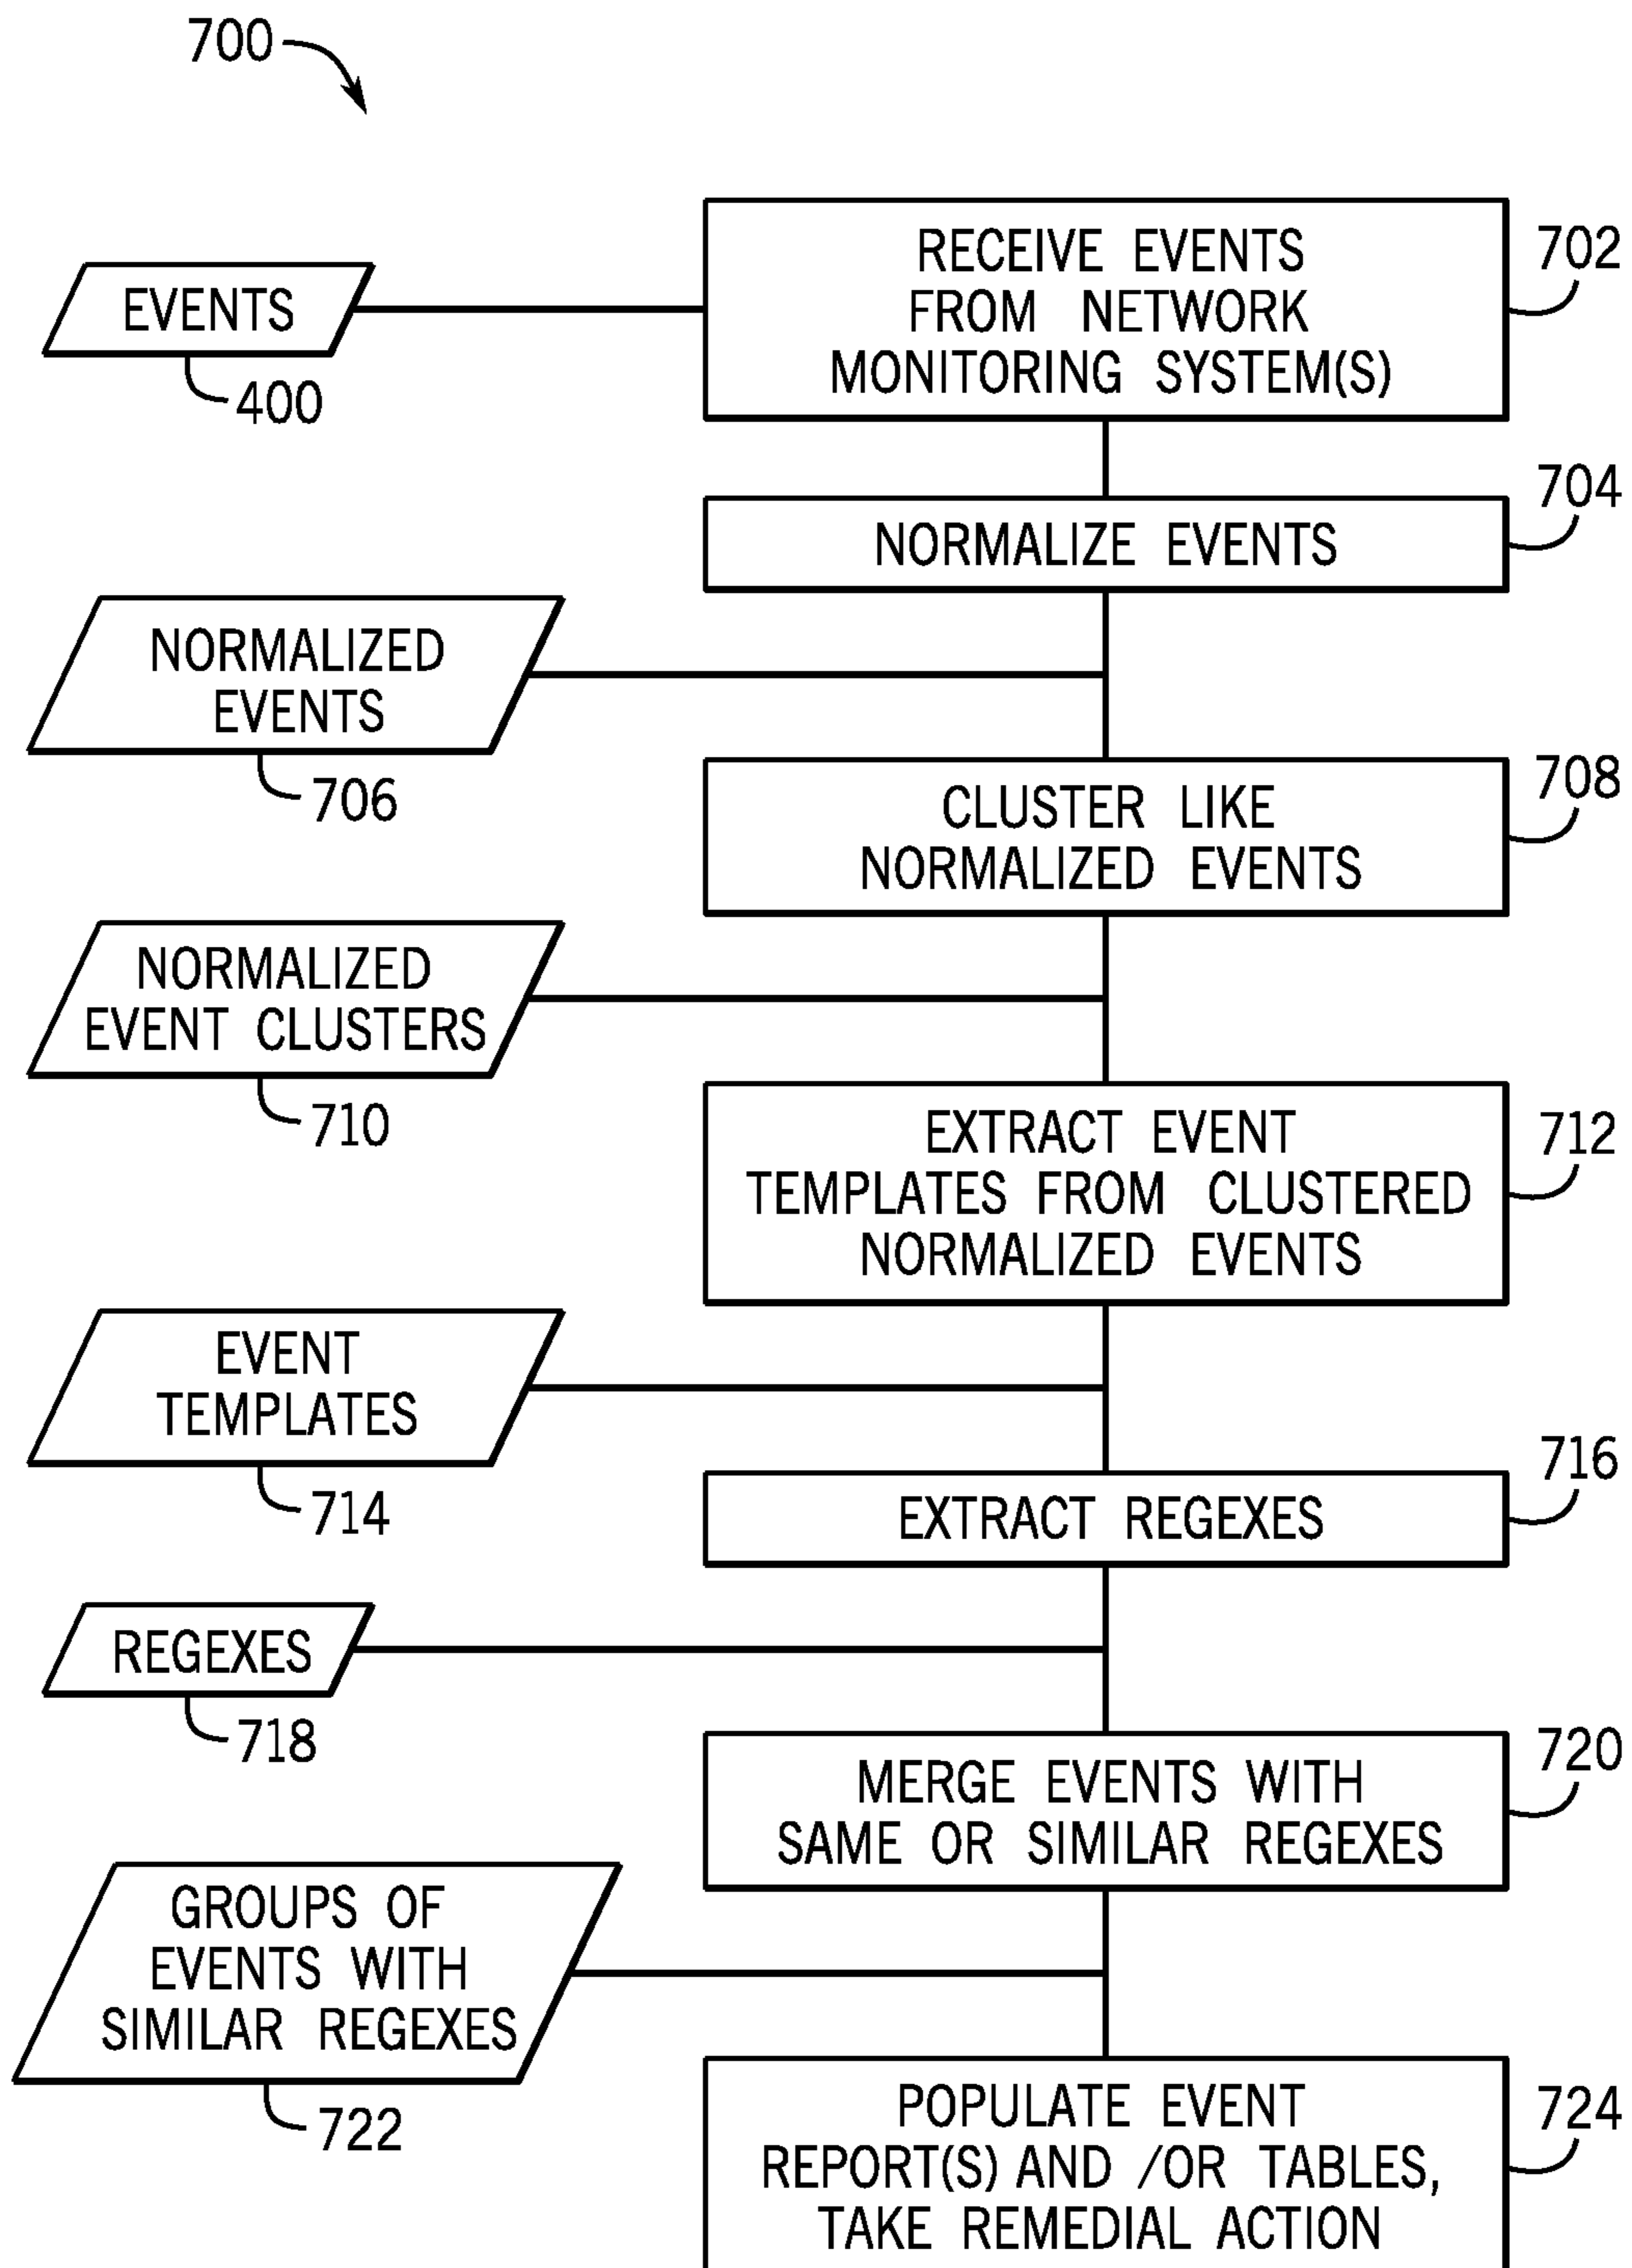 700
RECEIVE EVENTS
FROM NETWORK
MONITORING SYSTEM(S)
702
EVENTS
400
NORMALIZE EVENTS
704
NORMALIZED
EVENTS
706
CLUSTER LIKE
NORMALIZED EVENTS
708
NORMALIZED
EVENT CLUSTERS
710
EXTRACT EVENT
TEMPLATES FROM CLUSTERED
NORMALIZED EVENTS
712
EVENT
TEMPLATES
714
EXTRACT REGEXES
716
REGEXES
718
MERGE EVENTS WITH
SAME OR SIMILAR REGEXES
720
GROUPS OF
EVENTS WITH
SIMILAR REGEXES
722
POPULATE EVENT
REPORT(S) AND /OR TABLES,
TAKE REMEDIAL ACTION
724